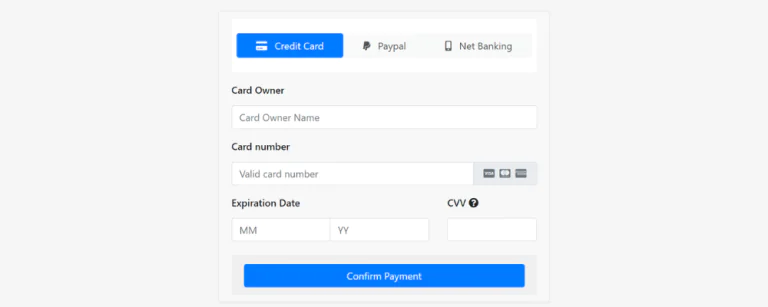 Credit Card Paypal Net Banking
Card Owner
Card Owner Name
Card number
Valid card number
Expiration Date CVV
MM YY
Confirm Payment